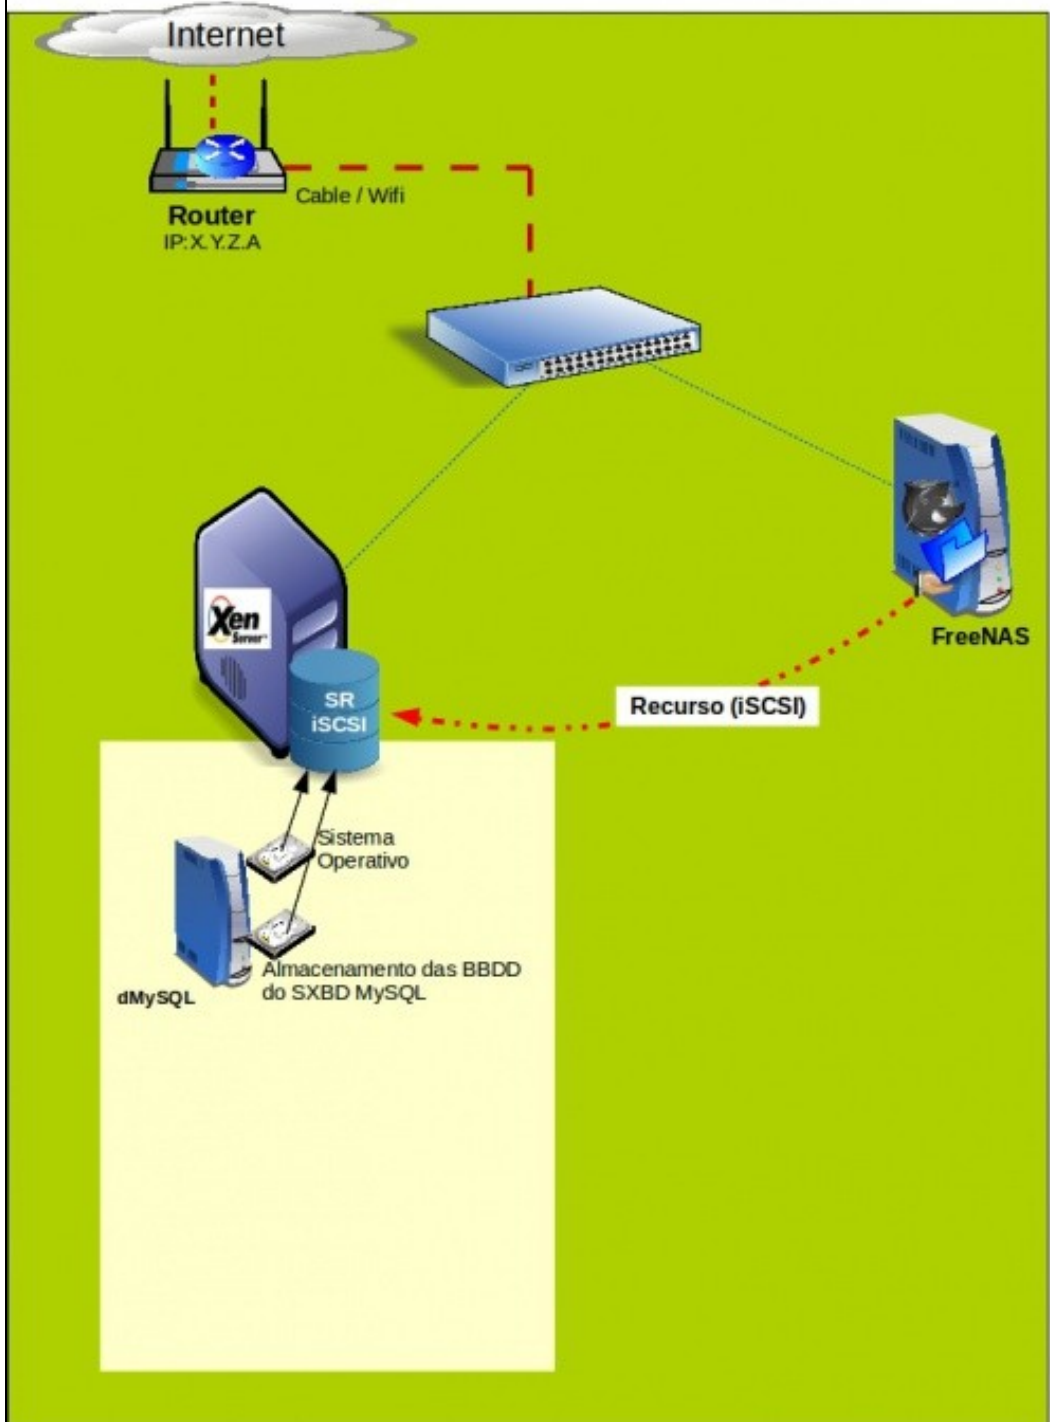 Internet
Cable / Wifi
Router
IP:X.Y.Z.A
Xen
Server
FreeNAS
SR
iSCSI
Recurso (iSCSI)
Sistema
Operativo
Almacenamento das BBDD
do SXBD MySQL
dMySQL